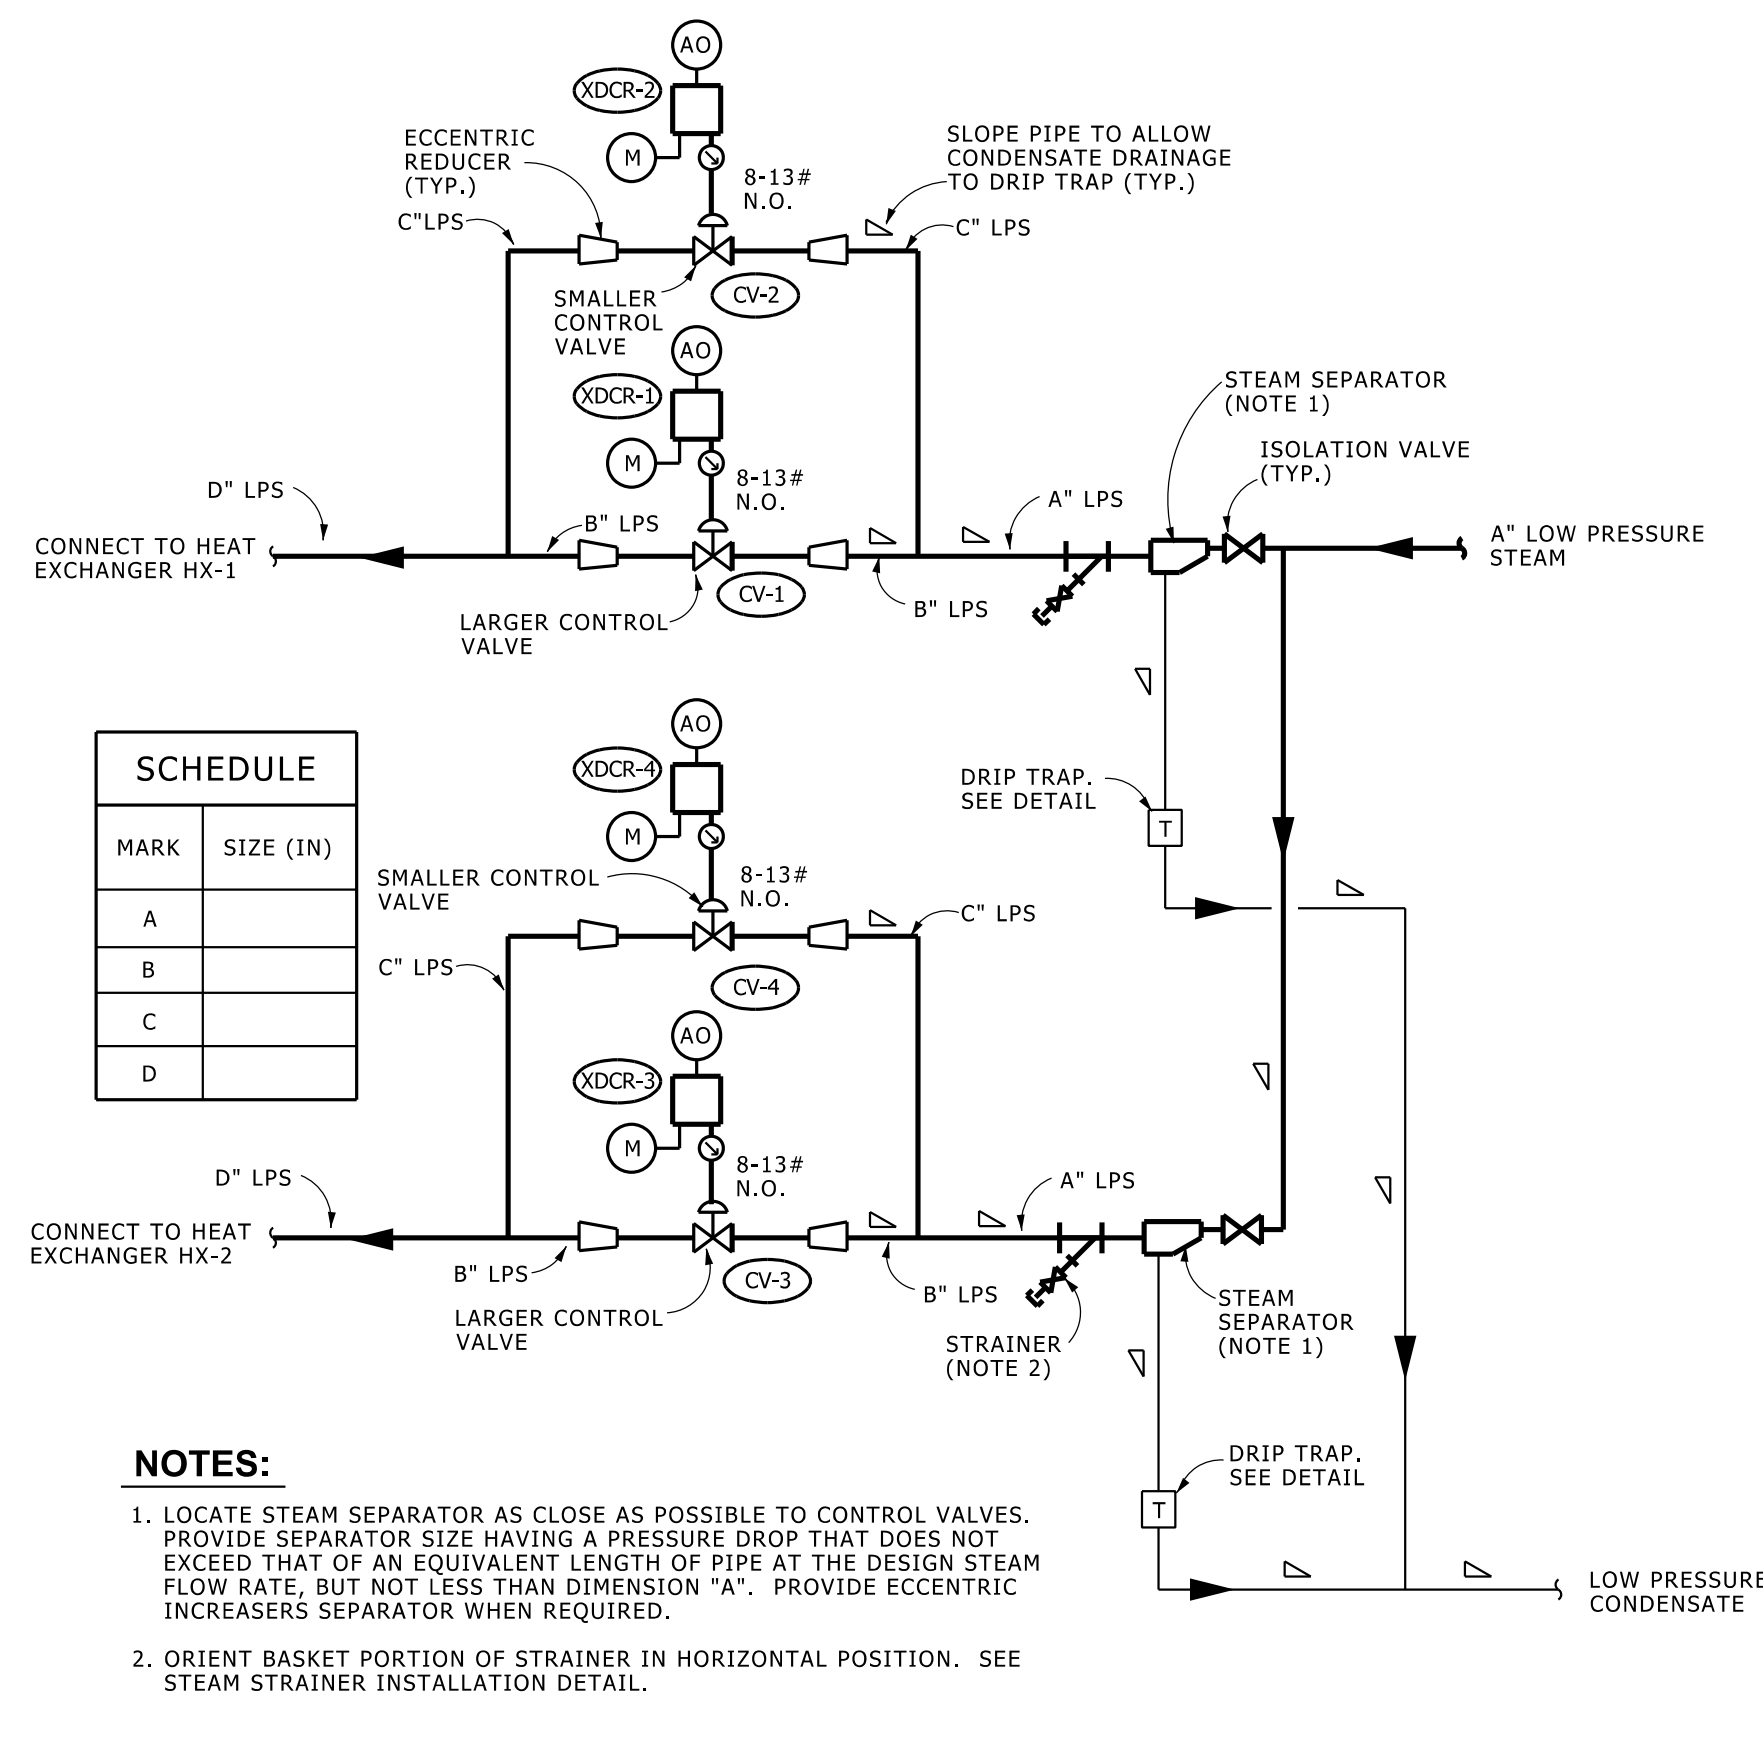 AO
XDCR-2
M
ECCENTRIC
REDUCER
(TYP.)
8-13#
N.O.
SLOPE PIPE TO ALLOW
CONDENSATE DRAINAGE
TO DRIP TRAP (TYP.)
C"LPS
C" LPS
SMALLER
CONTROL
VALVE
CV-2
AO
XDCR-1
M
8-13#
N.O.
STEAM SEPARATOR
(NOTE 1)
ISOLATION VALVE
(TYP.)
D" LPS
B" LPS
A" LPS
CONNECT TO HEAT
EXCHANGER HX-1
A" LOW PRESSURE
STEAM
CV-1
B" LPS
LARGER CONTROL
VALVE
SCHEDULE
MARK SIZE (IN)
A
B
C
D
AO
XDCR-4
M
DRIP TRAP.
SEE DETAIL
T
SMALLER CONTROL
VALVE
8-13#
N.O.
C" LPS
C" LPS
CV-4
AO
XDCR-3
M
8-13#
N.O.
D" LPS
A" LPS
CONNECT TO HEAT
EXCHANGER HX-2
B" LPS
CV-3
B" LPS
LARGER CONTROL
VALVE
STRAINER
(NOTE 2)
STEAM
SEPARATOR
(NOTE 1)
DRIP TRAP.
SEE DETAIL
T
LOW PRESSURE
CONDENSATE
NOTES:
1. LOCATE STEAM SEPARATOR AS CLOSE AS POSSIBLE TO CONTROL VALVES.
PROVIDE SEPARATOR SIZE HAVING A PRESSURE DROP THAT DOES NOT
EXCEED THAT OF AN EQUIVALENT LENGTH OF PIPE AT THE DESIGN STEAM
FLOW RATE, BUT NOT LESS THAN DIMENSION "A". PROVIDE ECCENTRIC
INCREASERS SEPARATOR WHEN REQUIRED.
2. ORIENT BASKET PORTION OF STRAINER IN HORIZONTAL POSITION. SEE
STEAM STRAINER INSTALLATION DETAIL.